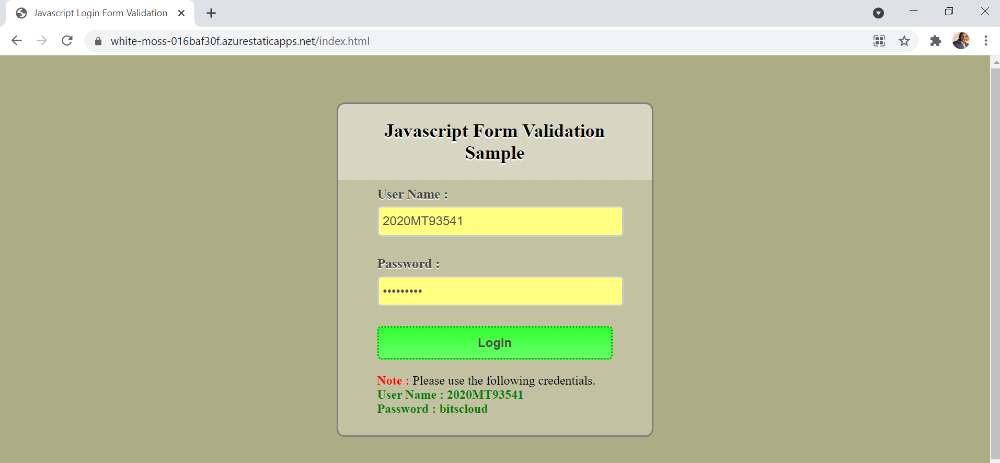 Javascript Login Form Validation
white-moss-016baf30f.azurestaticapps.net/index.html
Javascript Form Validation
Sample
User Name :
2020MT93541
Password :
•••••••••
Login
Note : Please use the following credentials.
User Name : 2020MT93541
Password : bitscloud